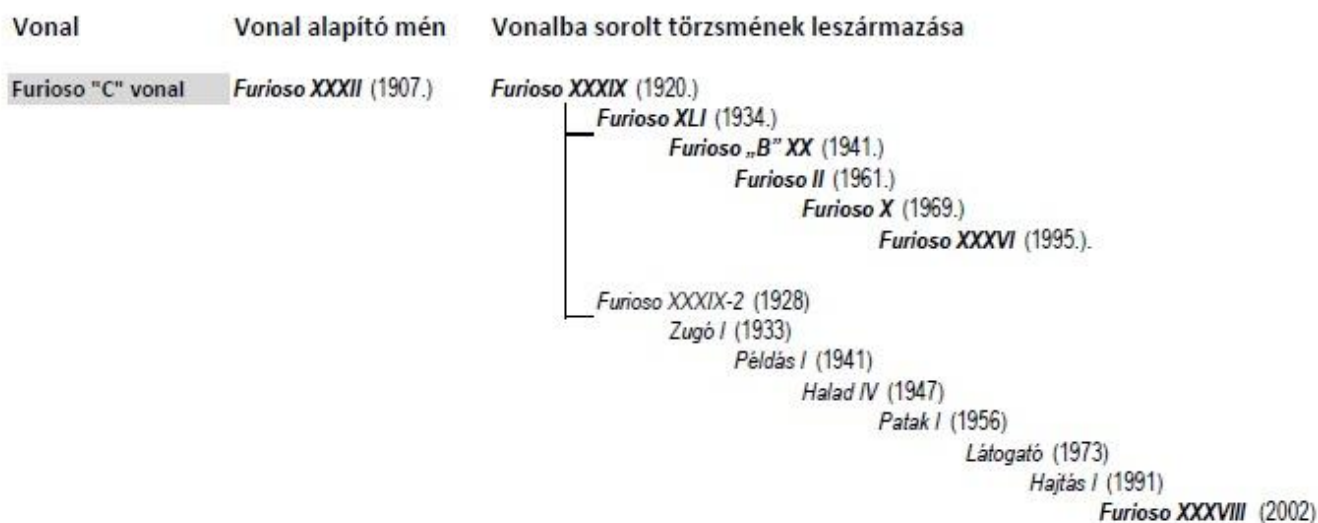 Vonal Vonal alapító mén Vonalba sorolt törzsmének leszármazása
Furioso "C" vonal Furioso XXXII (1907.) Furioso XXXIX (1920.)
Furioso XLI (1934.)
Furioso „B” XX (1941.)
Furioso II (1961.)
Furioso X (1969.)
Furioso XXXVI (1995.).
Furioso XXXIX-2 (1928)
Zugó I (1933)
Példás I (1941)
Halad IV (1947)
Patak I (1956)
Látogató (1973)
Hajtás I (1991)
Furioso XXXVIII (2002)